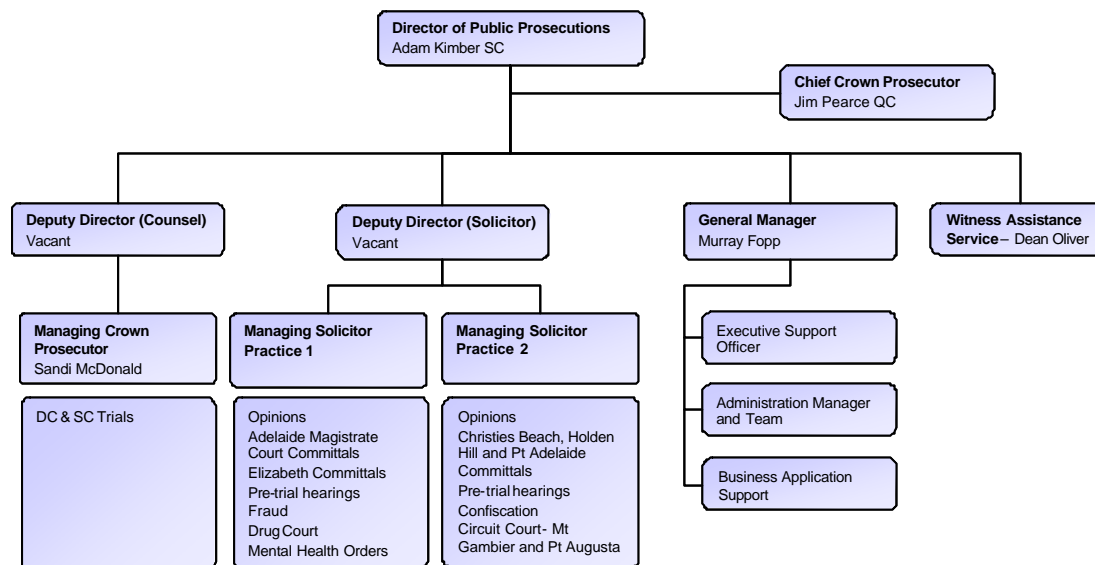 Director of Public Prosecutions
Adam Kimber SC
Chief Crown Prosecutor
Jim Pearce QC
Deputy Director (Counsel)
Vacant
Deputy Director (Solicitor)
Vacant
General Manager
Murray Fopp
Witness Assistance
Service – Dean Oliver
Managing Crown
Prosecutor
Sandi McDonald
Managing Solicitor
Practice 1
Managing Solicitor
Practice 2
Executive Support
Officer
Administration Manager
and Team
Business Application
Support
DC & SC Trials
Opinions
Adelaide Magistrate
Court Committals
Elizabeth Committals
Pre-trial hearings
Fraud
Drug Court
Mental Health Orders
Opinions
Christies Beach, Holden
Hill and Pt Adelaide
Committals
Pre-trial hearings
Confiscation
Circuit Court- Mt
Gambier and Pt Augusta